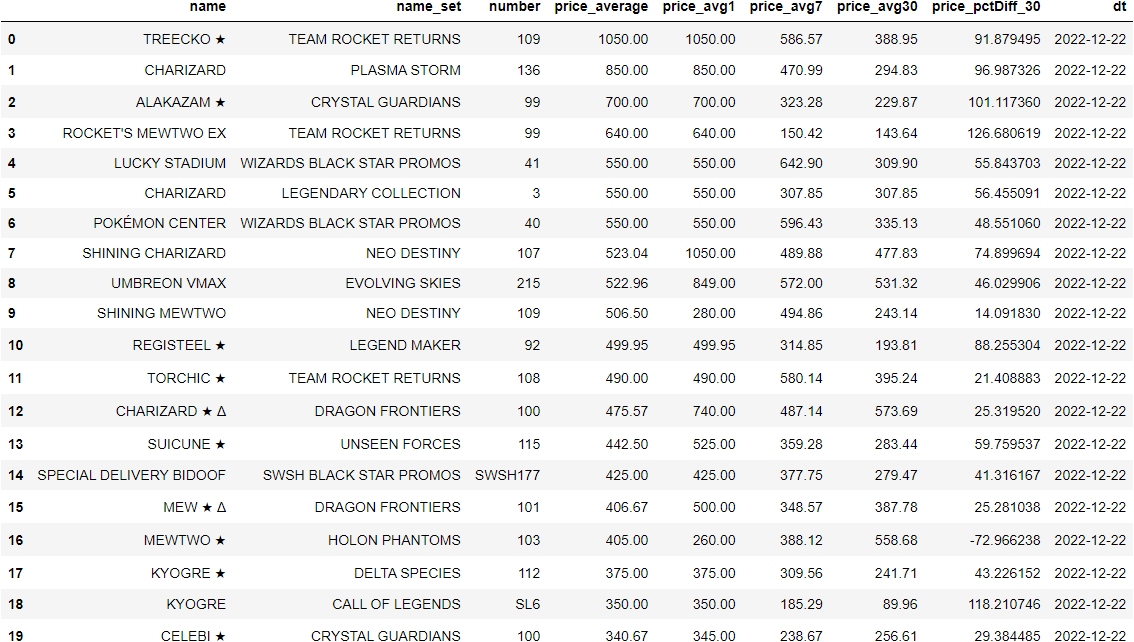 name name_set number price_average price_avg1 price_avg7 price_avg30 price_pctDiff_30 dt
0 TREECKO ★ TEAM ROCKET RETURNS 109 1050.00 1050.00 586.57 388.95 91.879495 2022-12-22
1 CHARIZARD PLASMA STORM 136 850.00 850.00 470.99 294.83 96.987326 2022-12-22
2 ALAKAZAM ★ CRYSTAL GUARDIANS 99 700.00 700.00 323.28 229.87 101.117360 2022-12-22
3 ROCKET'S MEWTWO EX TEAM ROCKET RETURNS 99 640.00 640.00 150.42 143.64 126.680619 2022-12-22
4 LUCKY STADIUM WIZARDS BLACK STAR PROMOS 41 550.00 550.00 642.90 309.90 55.843703 2022-12-22
5 CHARIZARD LEGENDARY COLLECTION 3 550.00 550.00 307.85 307.85 56.455091 2022-12-22
6 POKÉMON CENTER WIZARDS BLACK STAR PROMOS 40 550.00 550.00 596.43 335.13 48.551060 2022-12-22
7 SHINING CHARIZARD NEO DESTINY 107 523.04 1050.00 489.88 477.83 74.899694 2022-12-22
8 UMBREON VMAX EVOLVING SKIES 215 522.96 849.00 572.00 531.32 46.029906 2022-12-22
9 SHINING MEWTWO NEO DESTINY 109 506.50 280.00 494.86 243.14 14.091830 2022-12-22
10 REGISTEEL ★ LEGEND MAKER 92 499.95 499.95 314.85 193.81 88.255304 2022-12-22
11 TORCHIC ★ TEAM ROCKET RETURNS 108 490.00 490.00 580.14 395.24 21.408883 2022-12-22
12 CHARIZARD ★ Δ DRAGON FRONTIERS 100 475.57 740.00 487.14 573.69 25.319520 2022-12-22
13 SUICUNE ★ UNSEEN FORCES 115 442.50 525.00 359.28 283.44 59.759537 2022-12-22
14 SPECIAL DELIVERY BIDOOF SWSH BLACK STAR PROMOS SWSH177 425.00 425.00 377.75 279.47 41.316167 2022-12-22
15 MEW ★ Δ DRAGON FRONTIERS 101 406.67 500.00 348.57 387.78 25.281038 2022-12-22
16 MEWTWO ★ HOLON PHANTOMS 103 405.00 260.00 388.12 558.68 -72.966238 2022-12-22
17 KYOGRE ★ DELTA SPECIES 112 375.00 375.00 309.56 241.71 43.226152 2022-12-22
18 KYOGRE CALL OF LEGENDS SL6 350.00 350.00 185.29 89.96 118.210746 2022-12-22
19 CELEBI ★ CRYSTAL GUARDIANS 100 340.67 345.00 238.67 256.61 29.384485 2022-12-22